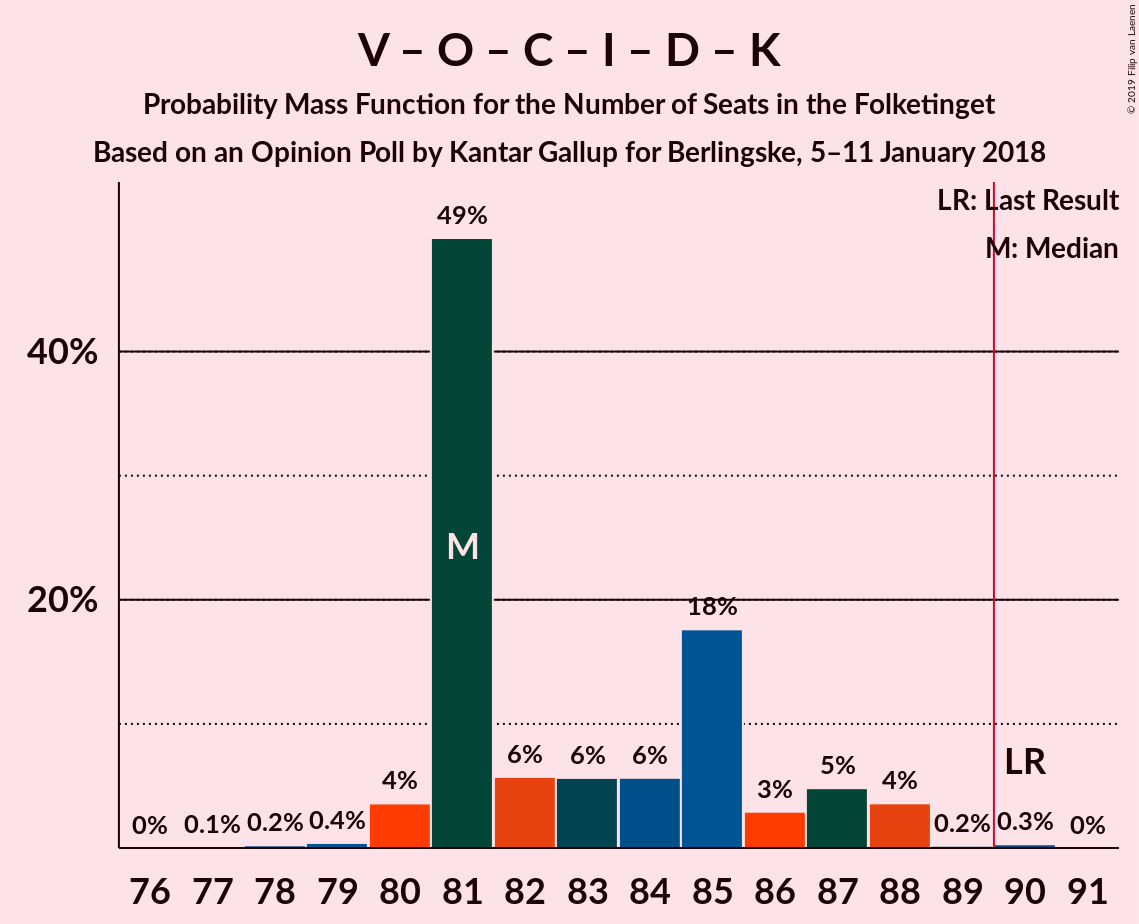 V – O – C – I – D – K
Probability Mass Function for the Number of Seats in the Folketinget
Based on an Opinion Poll by Kantar Gallup for Berlingske, 5–11 January 2018
© 2019 Filip van Laenen
LR: Last Result
M: Median
40%
20%
0%
0.1%
0.2%
0.4%
4%
49%
6%
6%
6%
18%
3%
5%
4%
0.2%
0.3%
0%
M
LR
76 77 78 79 80 81 82 83 84 85 86 87 88 89 90 91